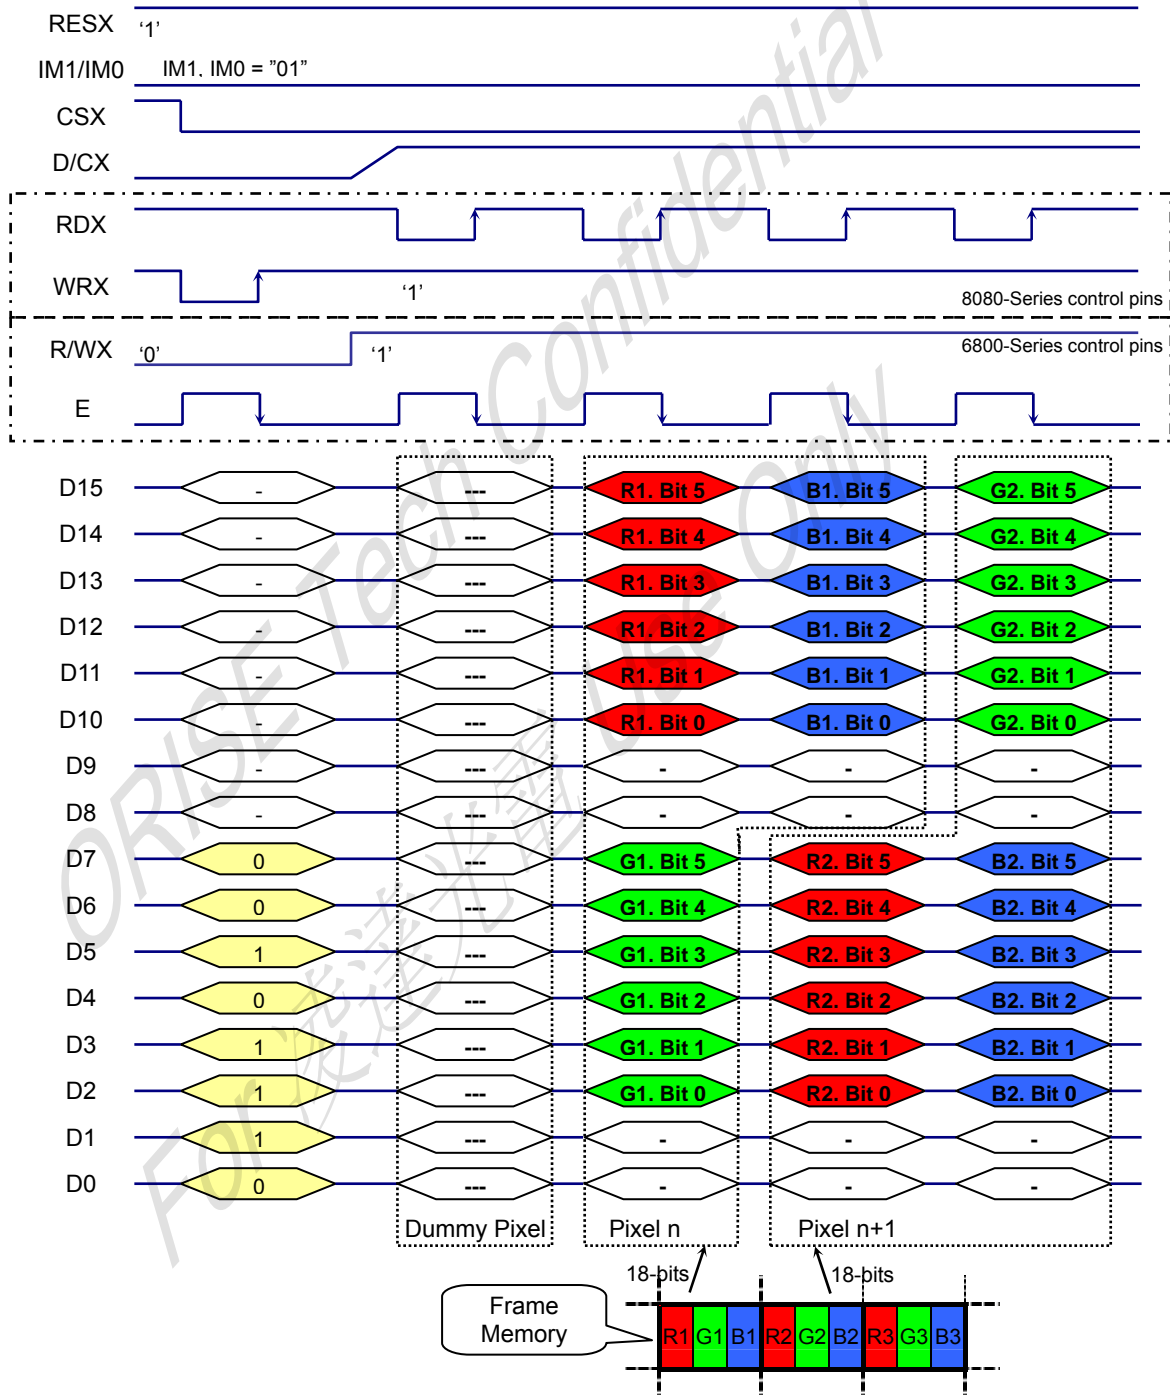 RESX '1'
IM1/IM0 IM1, IM0 = "01"
CSX
D/CX
RDX
WRX '1'
8080-Series control pins
R/WX '0' '1'
6800-Series control pins
E
D15 - --- R1. Bit 5 B1. Bit 5 G2. Bit 5
D14 - --- R1. Bit 4 B1. Bit 4 G2. Bit 4
D13 - --- R1. Bit 3 B1. Bit 3 G2. Bit 3
D12 - --- R1. Bit 2 B1. Bit 2 G2. Bit 2
D11 - --- R1. Bit 1 B1. Bit 1 G2. Bit 1
D10 - --- R1. Bit 0 B1. Bit 0 G2. Bit 0
D9 - --- - - -
D8 - --- - - -
D7 0 --- G1. Bit 5 R2. Bit 5 B2. Bit 5
D6 0 --- G1. Bit 4 R2. Bit 4 B2. Bit 4
D5 1 --- G1. Bit 3 R2. Bit 3 B2. Bit 3
D4 0 --- G1. Bit 2 R2. Bit 2 B2. Bit 2
D3 1 --- G1. Bit 1 R2. Bit 1 B2. Bit 1
D2 1 --- G1. Bit 0 R2. Bit 0 B2. Bit 0
D1 1 --- - - -
D0 0 --- - - -
Dummy Pixel Pixel n Pixel n+1
18-bits 18-bits
Frame
Memory
R1 G1 B1 R2 G2 B2 R3 G3 B3
ORISE Tech Confidential
For 凌達光電 Use Only